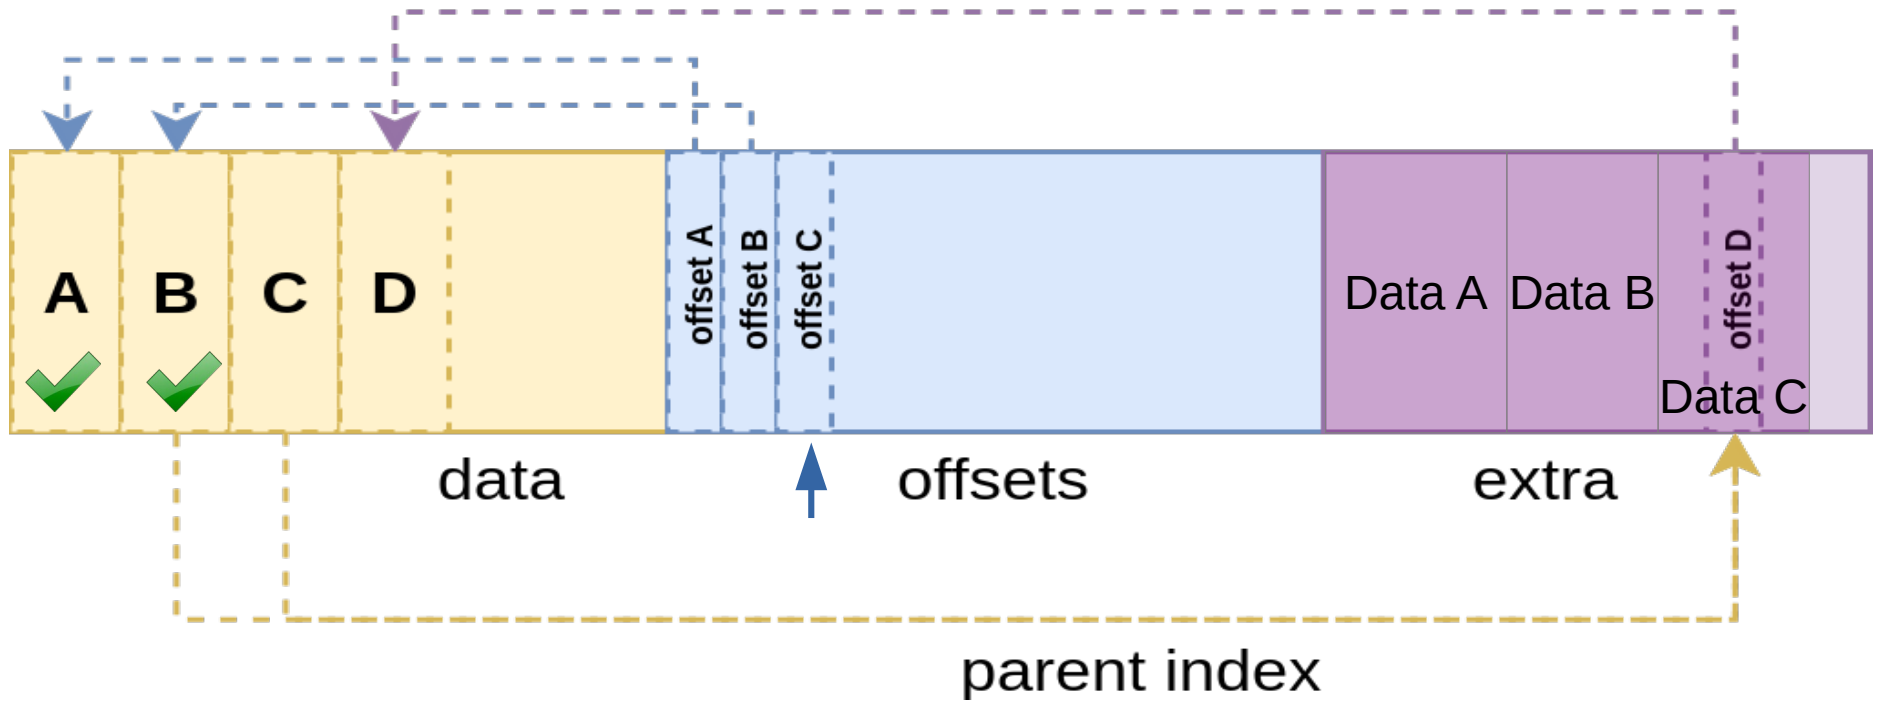 A
B
C
D
offset A
offset B
offset C
Data A
Data B
offset D
Data C
data
offsets
extra
parent index